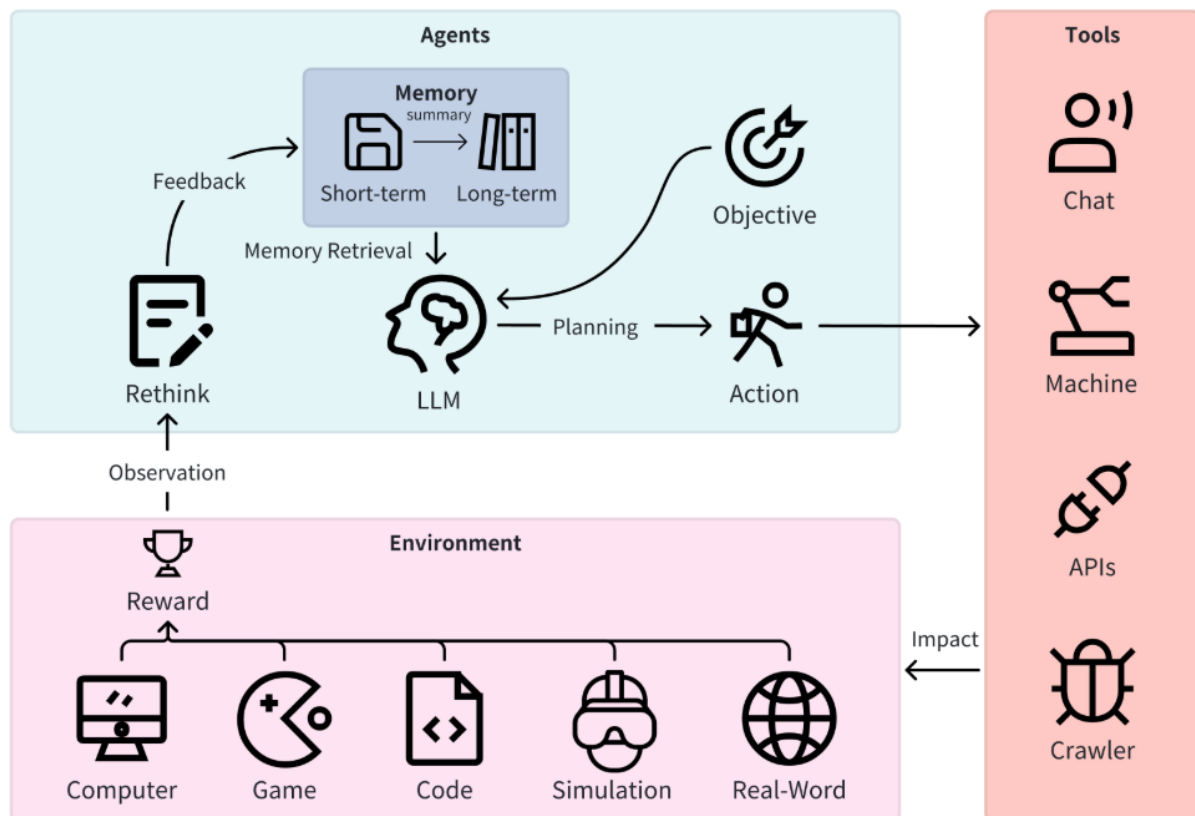 Agents
Tools
Memory
summary
Short-term
Long-term
Feedback
Objective
Chat
Memory Retrieval
Planning
Rethink
LLM
Action
Machine
Observation
Environment
APIs
Reward
Impact
Computer
Game
Code
Simulation
Real-Word
Crawler